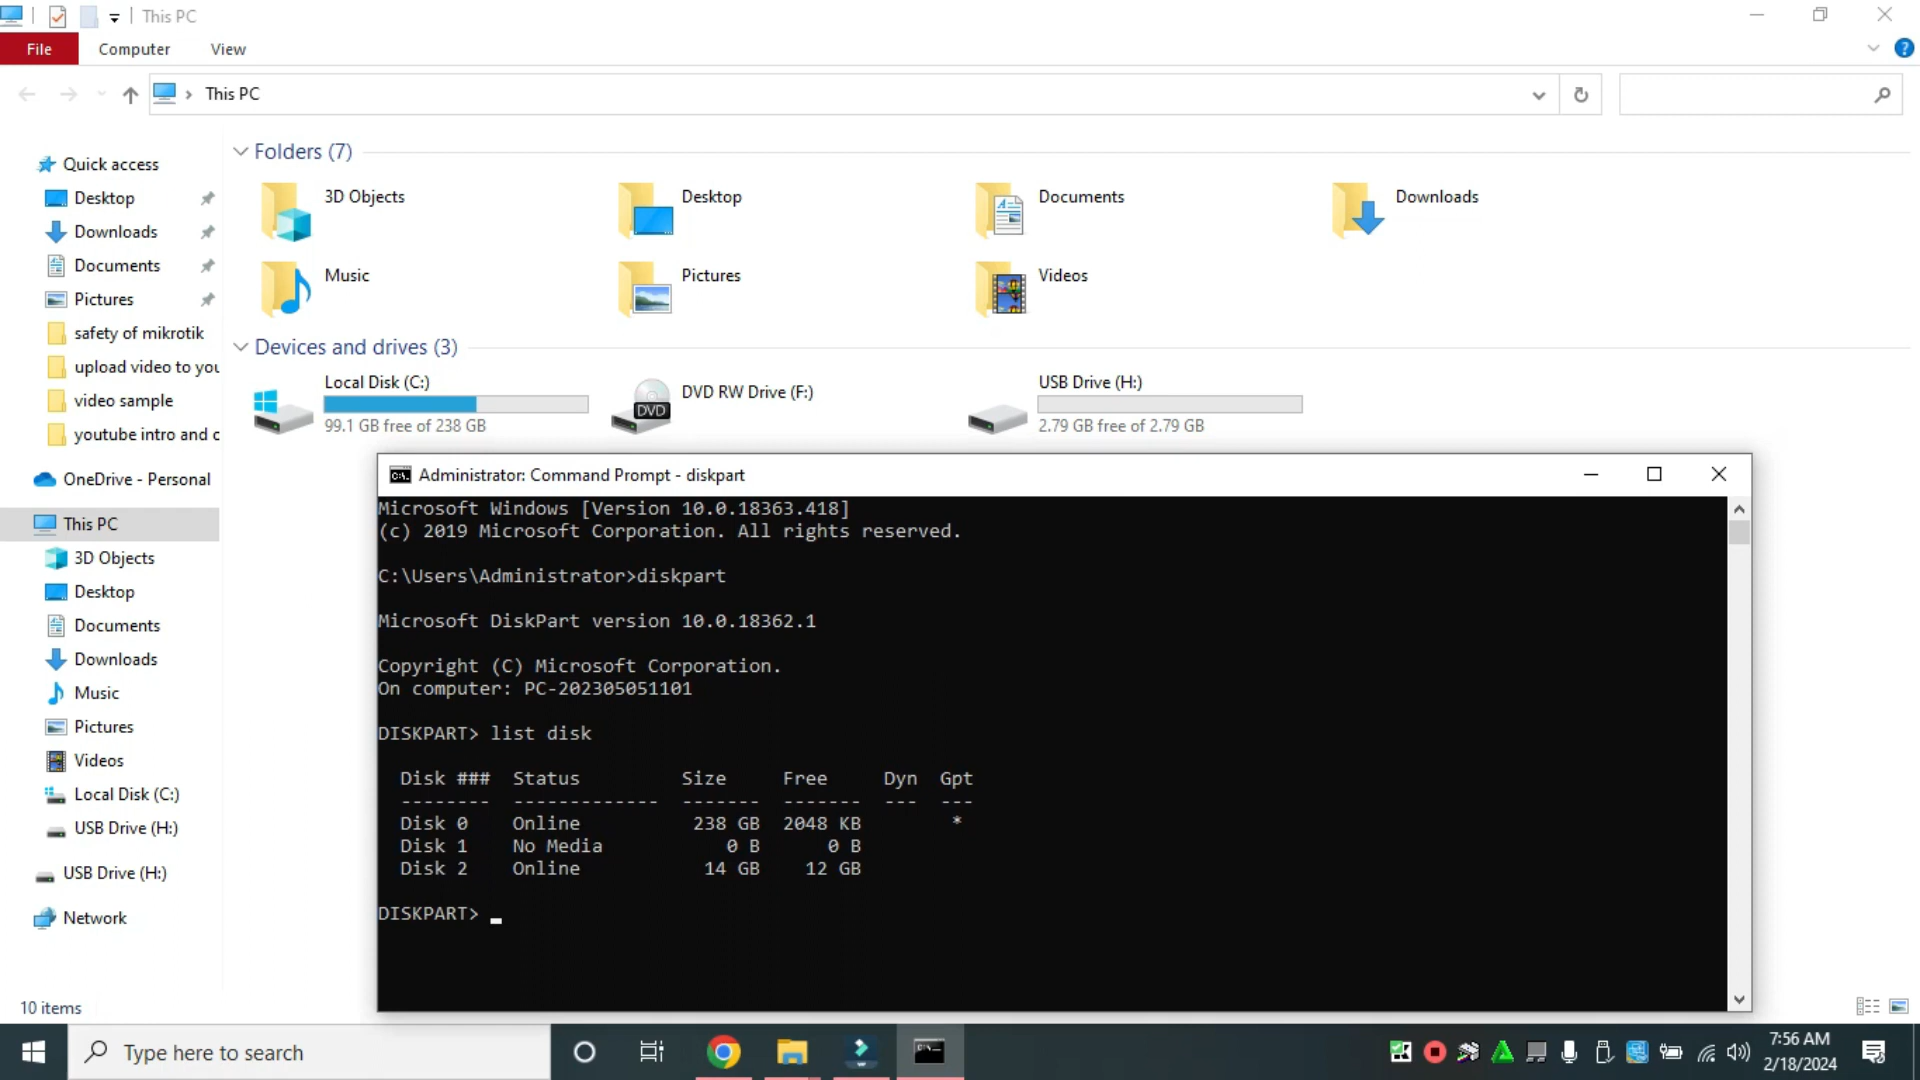 This PC
File
Computer
View
This PC
Quick access
Desktop
Downloads
Documents
Pictures
safety of mikrotik
upload video to you
video sample
youtube intro and c
OneDrive - Personal
This PC
3D Objects
Desktop
Documents
Downloads
Music
Pictures
Videos
Local Disk (C:)
USB Drive (H:)
USB Drive (H:)
Network
Folders (7)
3D Objects
Desktop
Documents
Downloads
Music
Pictures
Videos
Devices and drives (3)
Local Disk (C:)
99.1 GB free of 238 GB
DVD
DVD RW Drive (F:)
USB Drive (H:)
2.79 GB free of 2.79 GB
Administrator: Command Prompt - diskpart
Microsoft Windows [Version 10.0.18363.418]
(c) 2019 Microsoft Corporation. All rights reserved.
C:\Users\Administrator>diskpart
Microsoft DiskPart version 10.0.18362.1
Copyright (C) Microsoft Corporation.
On computer: PC-202305051101
DISKPART> list disk
Disk ###  Status         Size     Free     Dyn  Gpt
--------  -------------  -------  -------  ---  ---
Disk 0    Online          238 GB  2048 KB        *
Disk 1    No Media           0 B      0 B
Disk 2    Online           14 GB    12 GB
DISKPART> _
10 items
Type here to search
7:56 AM
2/18/2024